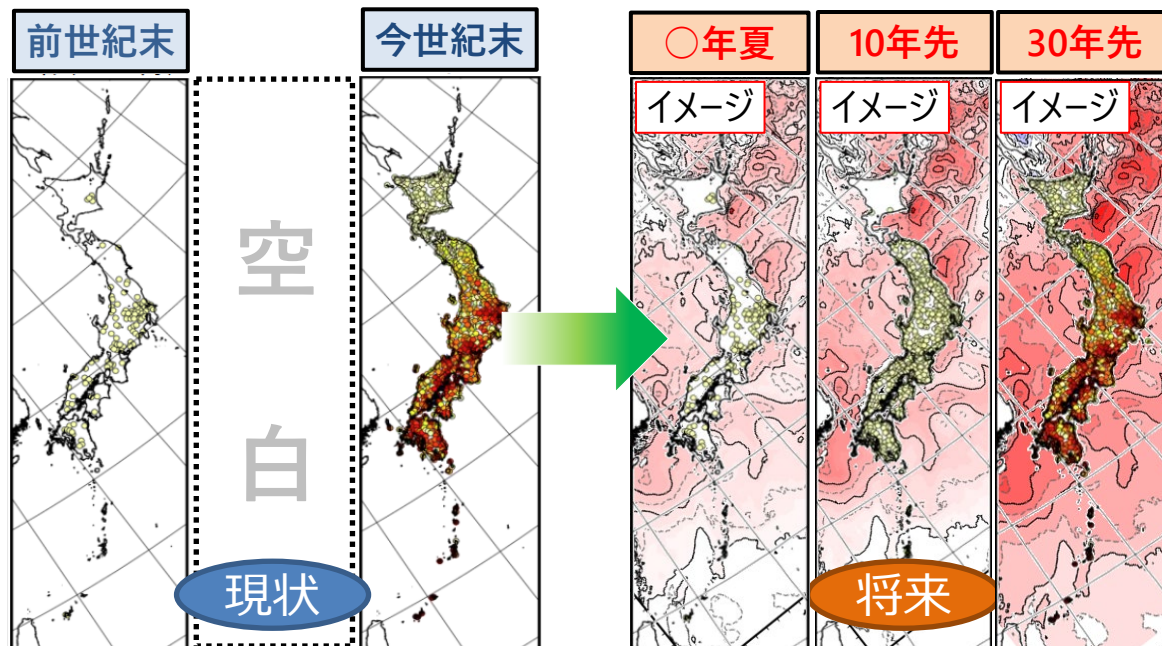 前世紀末
今世紀末
○年夏
10年先
30年先
イメージ
イメージ
イメージ
空
白
現状
将来